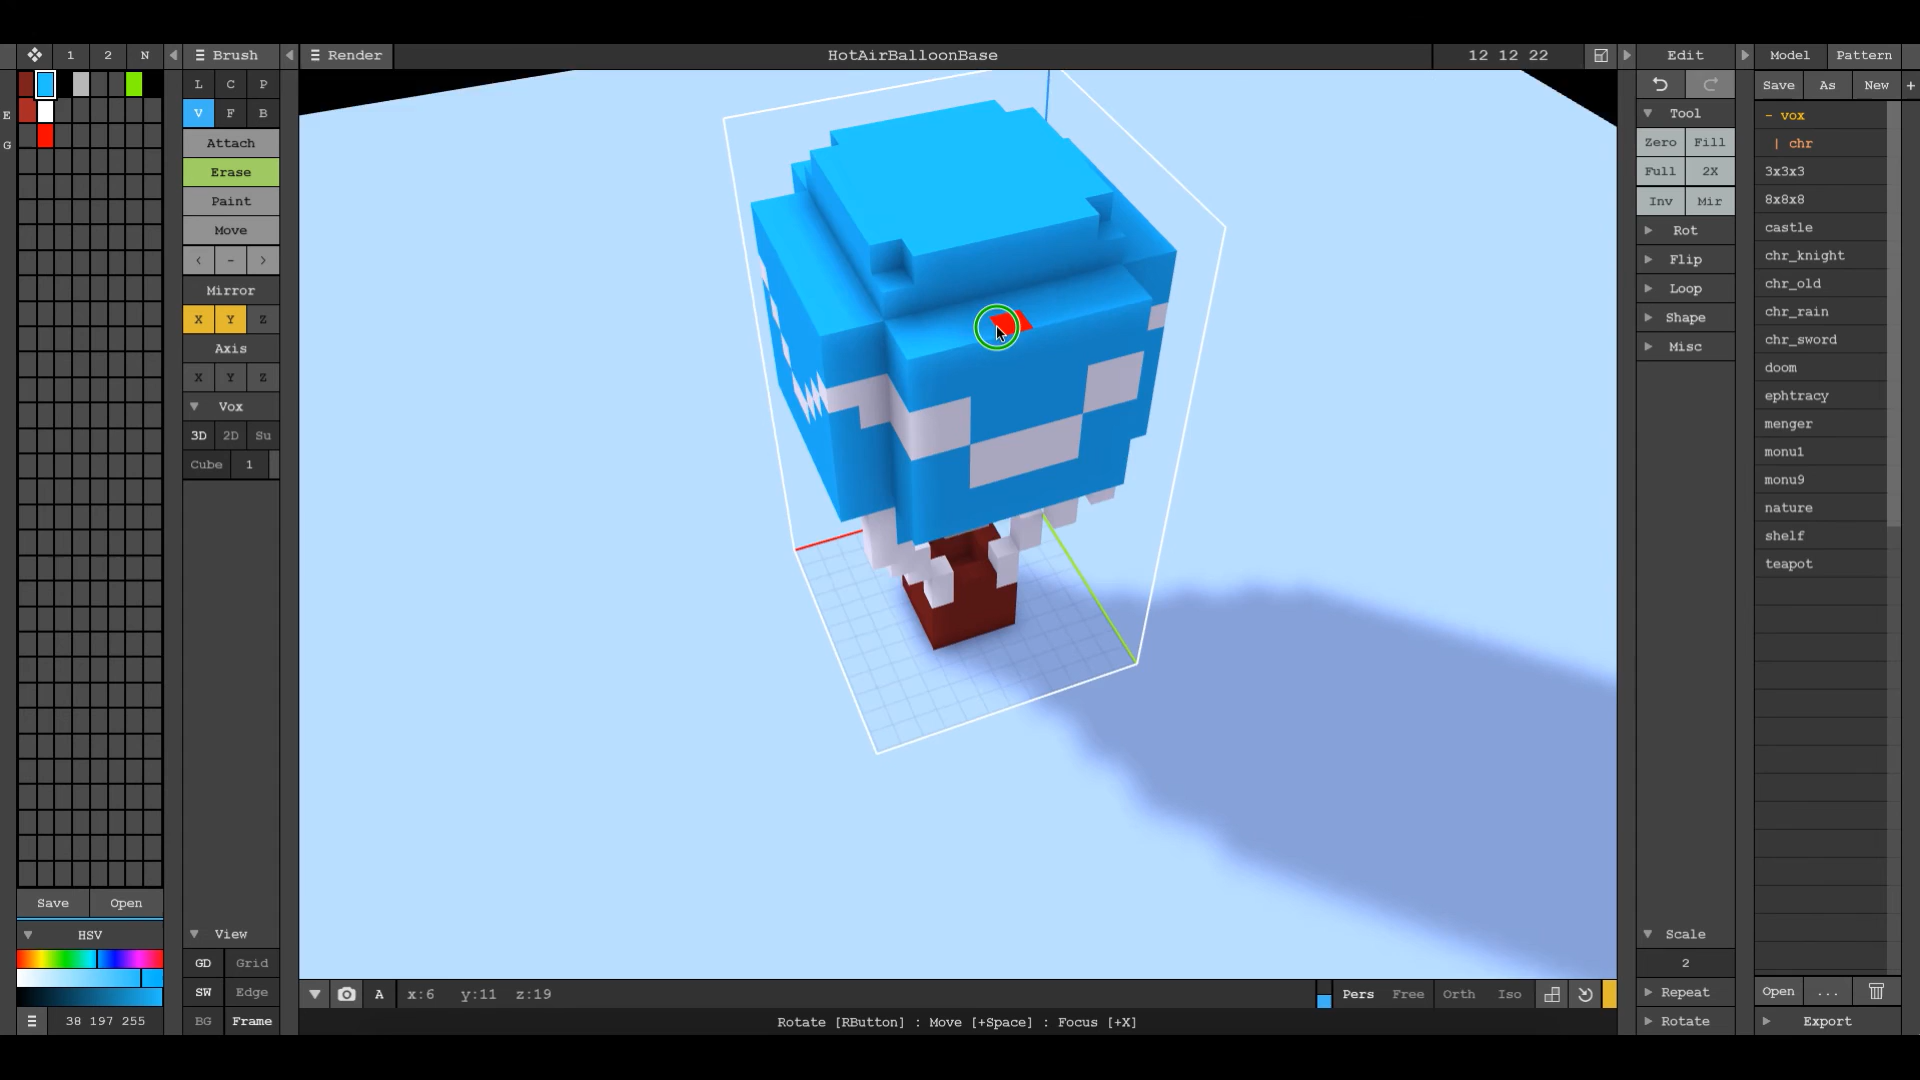 1 2 N Brush Render HotAirBalloonBase 12 12 22 Edit Model Pattern
L C P Save As New +
E V F B Tool - vox
G Attach Zero Fill | chr
Erase Full 2X 3x3x3
Paint Inv Mir 8x8x8
Move Rot castle
< - > Flip chr_knight
Mirror Loop chr_old
X Y Z Shape chr_rain
Axis Misc chr_sword
X Y Z doom
Vox ephtracy
3D 2D Su menger
Cube 1 monu1
monu9
nature
shelf
teapot
Save Open
HSV View Scale
GD Grid 2
SW Edge A x:6 y:11 z:19 Pers Free Orth Iso Repeat Open ...
38 197 255 BG Frame Rotate [RButton] : Move [+Space] : Focus [+X] Rotate Export